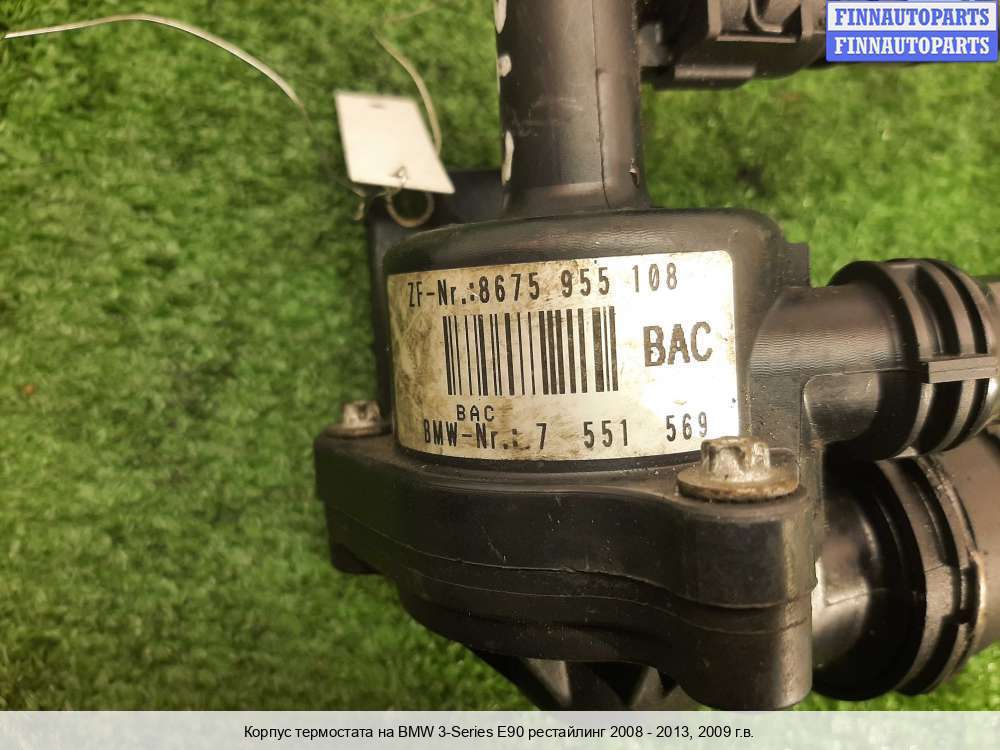 FINNAUTOPARTS
FINNAUTOPARTS
ZF-Nr.:8675 955 108
BAC
BAC
BMW-Nr.: 7 551 569
Корпус термостата на BMW 3-Series E90 рестайлинг 2008 - 2013, 2009 г.в.